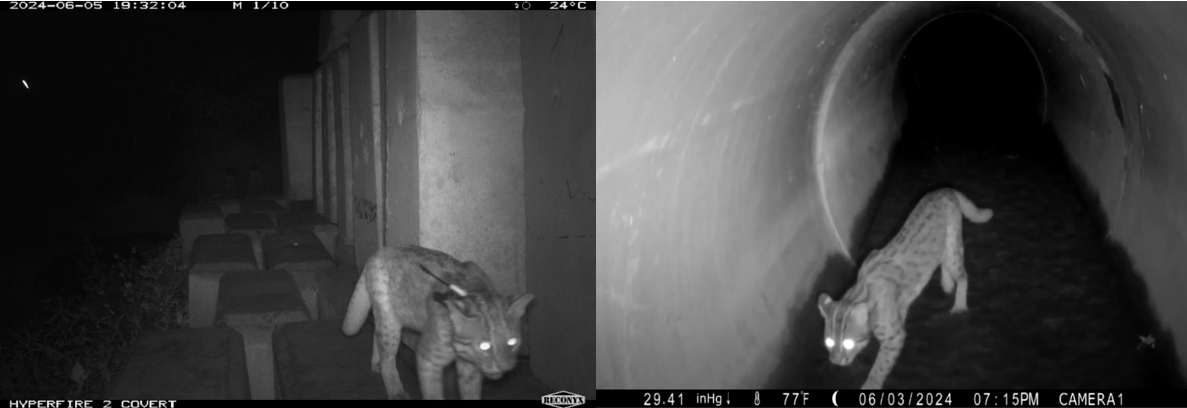 2024-06-05 19:32:04 M 1/10 24°C
HYPERFIRE 2 COVERT
RECONYX
29.41 inHg↓ 77°F 06/03/2024 07:15PM CAMERA1